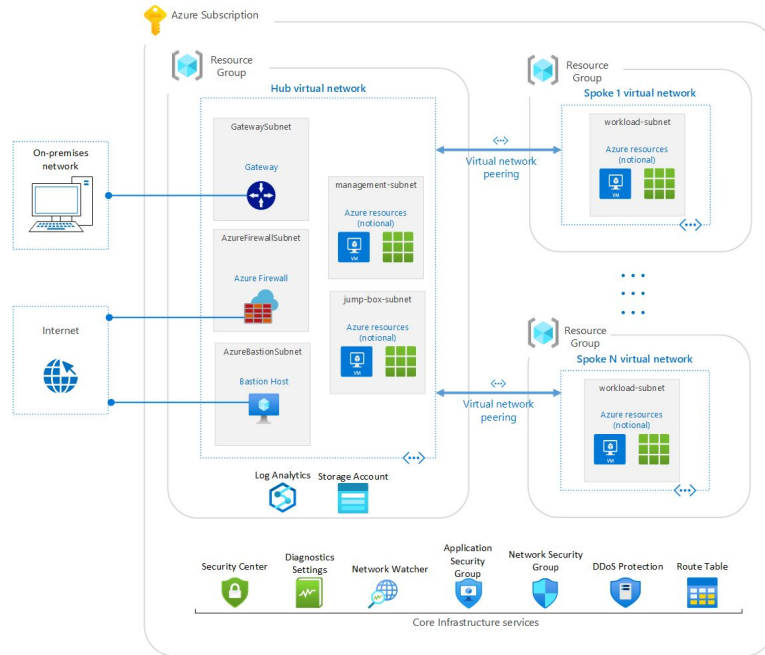 Azure Subscription
Resource
Group
Hub virtual network
GatewaySubnet
Gateway
On-premises
network
management-subnet
Azure resources
(notional)
VM
AzureFirewallSubnet
Azure Firewall
Internet
jump-box-subnet
Azure resources
(notional)
VM
AzureBastionSubnet
Bastion Host
Log Analytics
Storage Account
Virtual network
peering
Virtual network
peering
Resource
Group
Spoke 1 virtual network
workload-subnet
Azure resources
(notional)
VM
Resource
Group
Spoke N virtual network
workload-subnet
Azure resources
(notional)
VM
Security Center
Diagnostics
Settings
Network Watcher
Application
Security
Group
Network Security
Group
DDoS Protection
Route Table
Core Infrastructure services